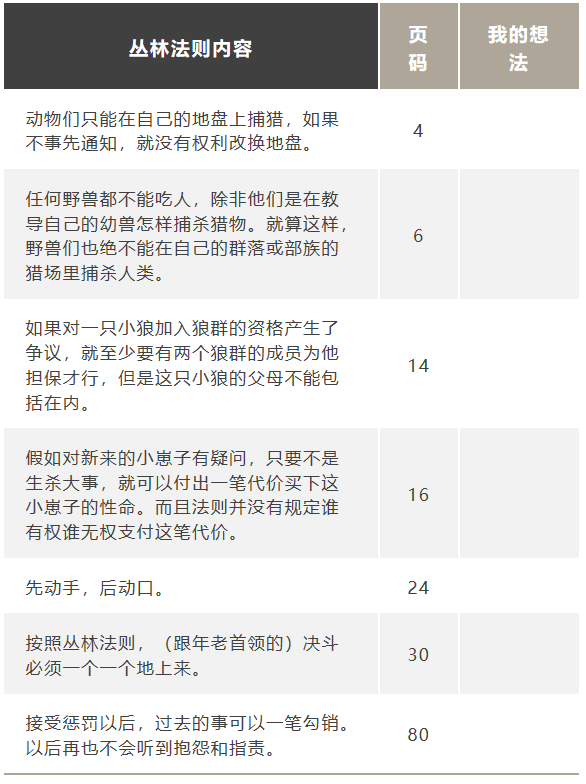 丛林法则内容
页
码
我的想
法
动物们只能在自己的地盘上捕猎，如果
不事先通知，就没有权利改换地盘。
4
任何野兽都不能吃人，除非他们是在教
导自己的幼兽怎样捕杀猎物。就算这样，
野兽们也绝不能在自己的群落或部族的
猎场里捕杀人类。
6
如果对一只小狼加入狼群的资格产生了
争议，就至少要有两个狼群的成员为他
担保才行，但是这只小狼的父母不能包
括在内。
14
假如对新来的小崽子有疑问，只要不是
生杀大事，就可以付出一笔代价买下这
小崽子的性命。而且法则并没有规定谁
有权谁无权支付这笔代价。
16
先动手，后动口。
24
按照丛林法则，（跟年老首领的）决斗
必须一个一个地上来。
30
接受惩罚以后，过去的事可以一笔勾销。
以后再也不会听到抱怨和指责。
80